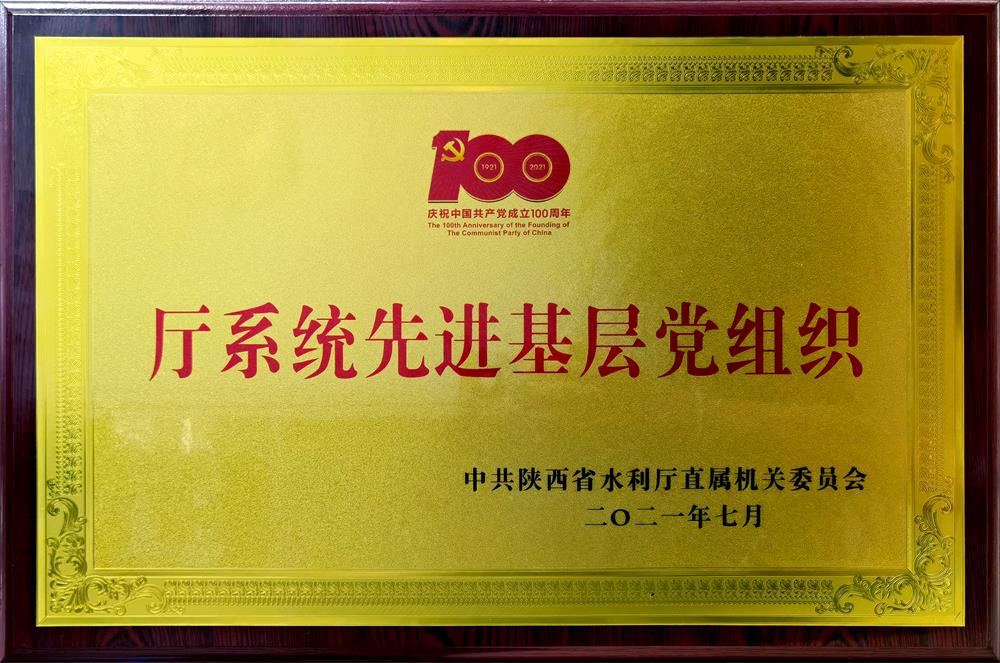 100
1921 2021
庆祝中国共产党成立100周年
The 100th Anniversary of the Founding of
The Communist Party of China
厅系统先进基层党组织
中共陕西省水利厅直属机关委员会
二〇二一年七月